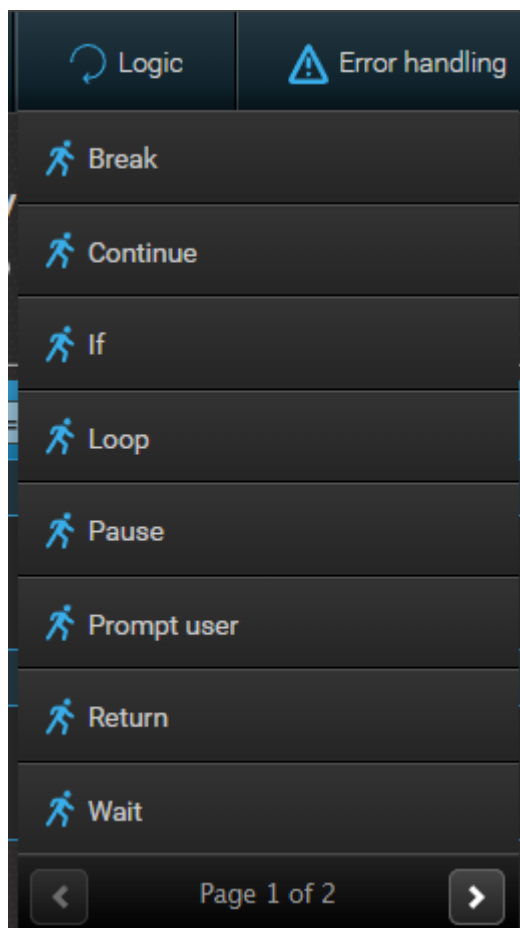 Logic
Error handling
Break
Continue
If
Loop
Pause
Prompt user
Return
Wait
Page 1 of 2